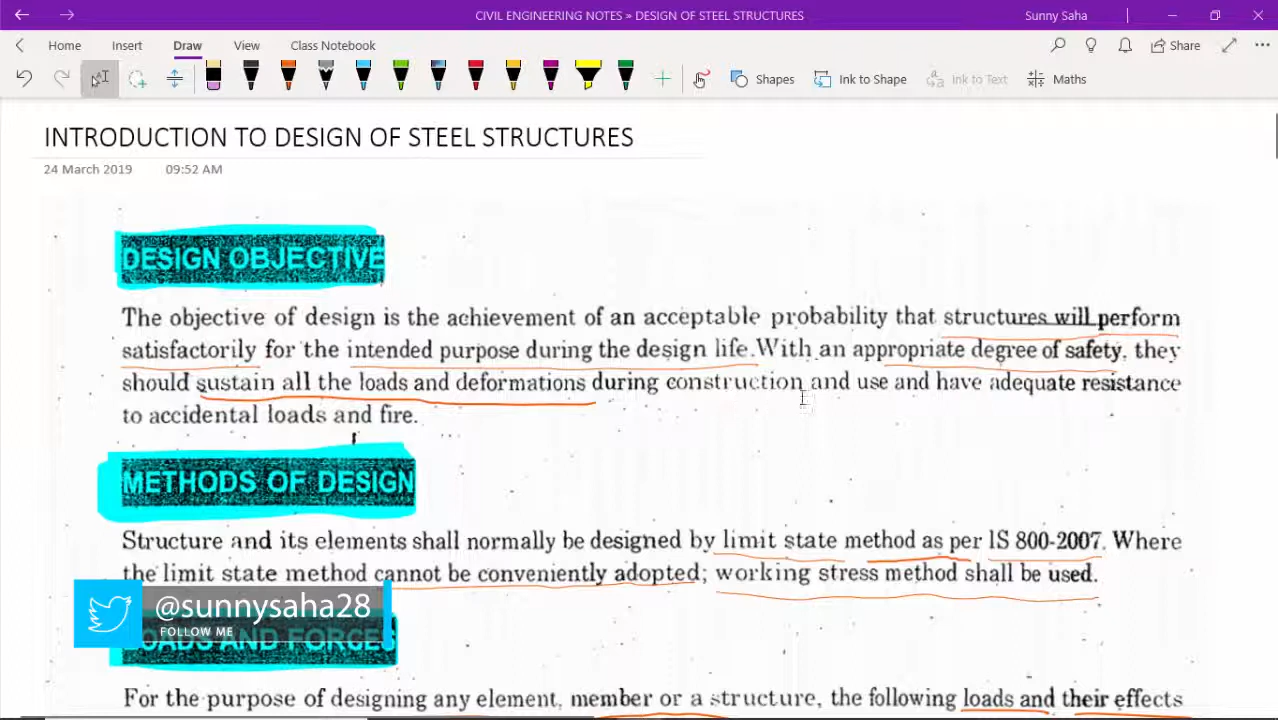 CIVIL ENGINEERING NOTES » DESIGN OF STEEL STRUCTURES
Sunny Saha
Home Insert Draw View Class Notebook
Share
Shapes Ink to Shape Ink to Text Maths
INTRODUCTION TO DESIGN OF STEEL STRUCTURES
24 March 2019 09:52 AM
DESIGN OBJECTIVE
The objective of design is the achievement of an acceptable probability that structures will perform
satisfactorily for the intended purpose during the design life. With an appropriate degree of safety, they
should sustain all the loads and deformations during construction and use and have adequate resistance
to accidental loads and fire.
METHODS OF DESIGN
Structure and its elements shall normally be designed by limit state method as per IS 800-2007. Where
the limit state method cannot be conveniently adopted; working stress method shall be used.
@sunnysaha28
FOLLOW ME
LOADS AND FORCES
For the purpose of designing any element, member or a structure, the following loads and their effects